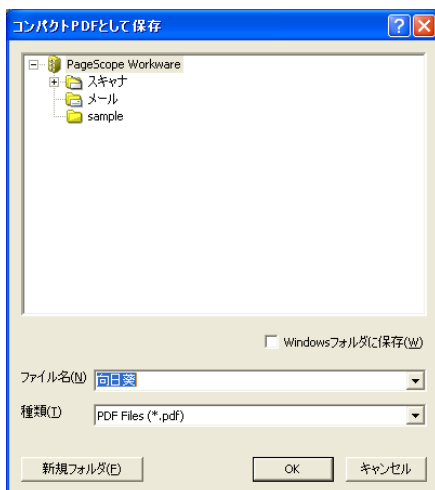 コンパクトPDFとして保存
PageScope Workware
スキャナ
メール
sample
Windowsフォルダに保存(W)
ファイル名(N) 向日葵
種類(T) PDF Files (*.pdf)
新規フォルダ(F) OK キャンセル